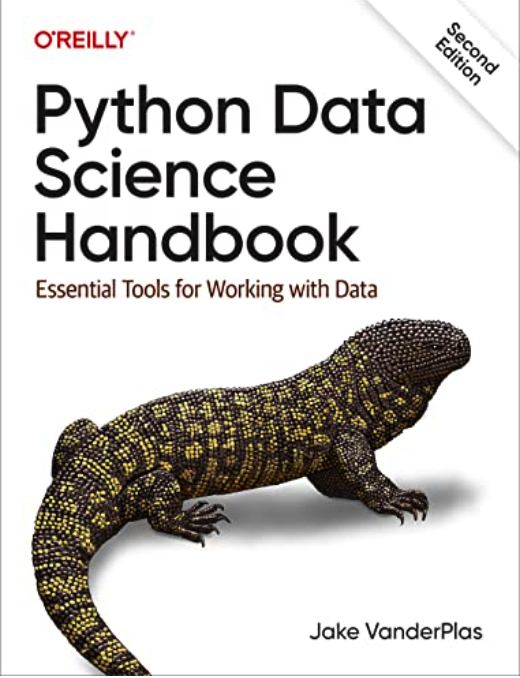 O'REILLY®
Second
Edition
Python Data
Science
Handbook
Essential Tools for Working with Data
Jake VanderPlas